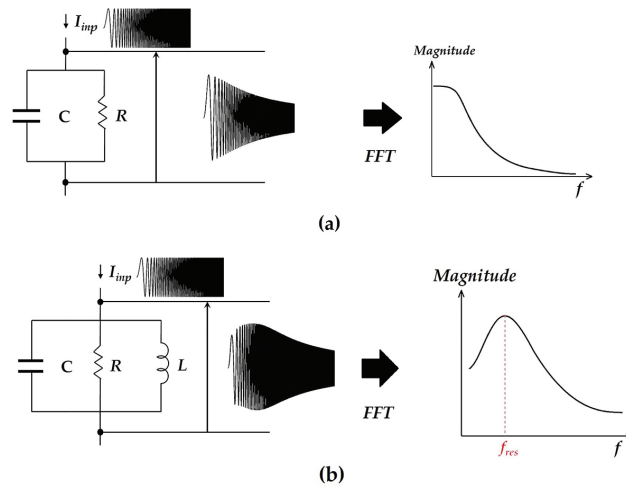 I_inp
C
R
Magnitude
FFT
f
(a)
I_inp
C
R
L
Magnitude
FFT
f_res
f
(b)